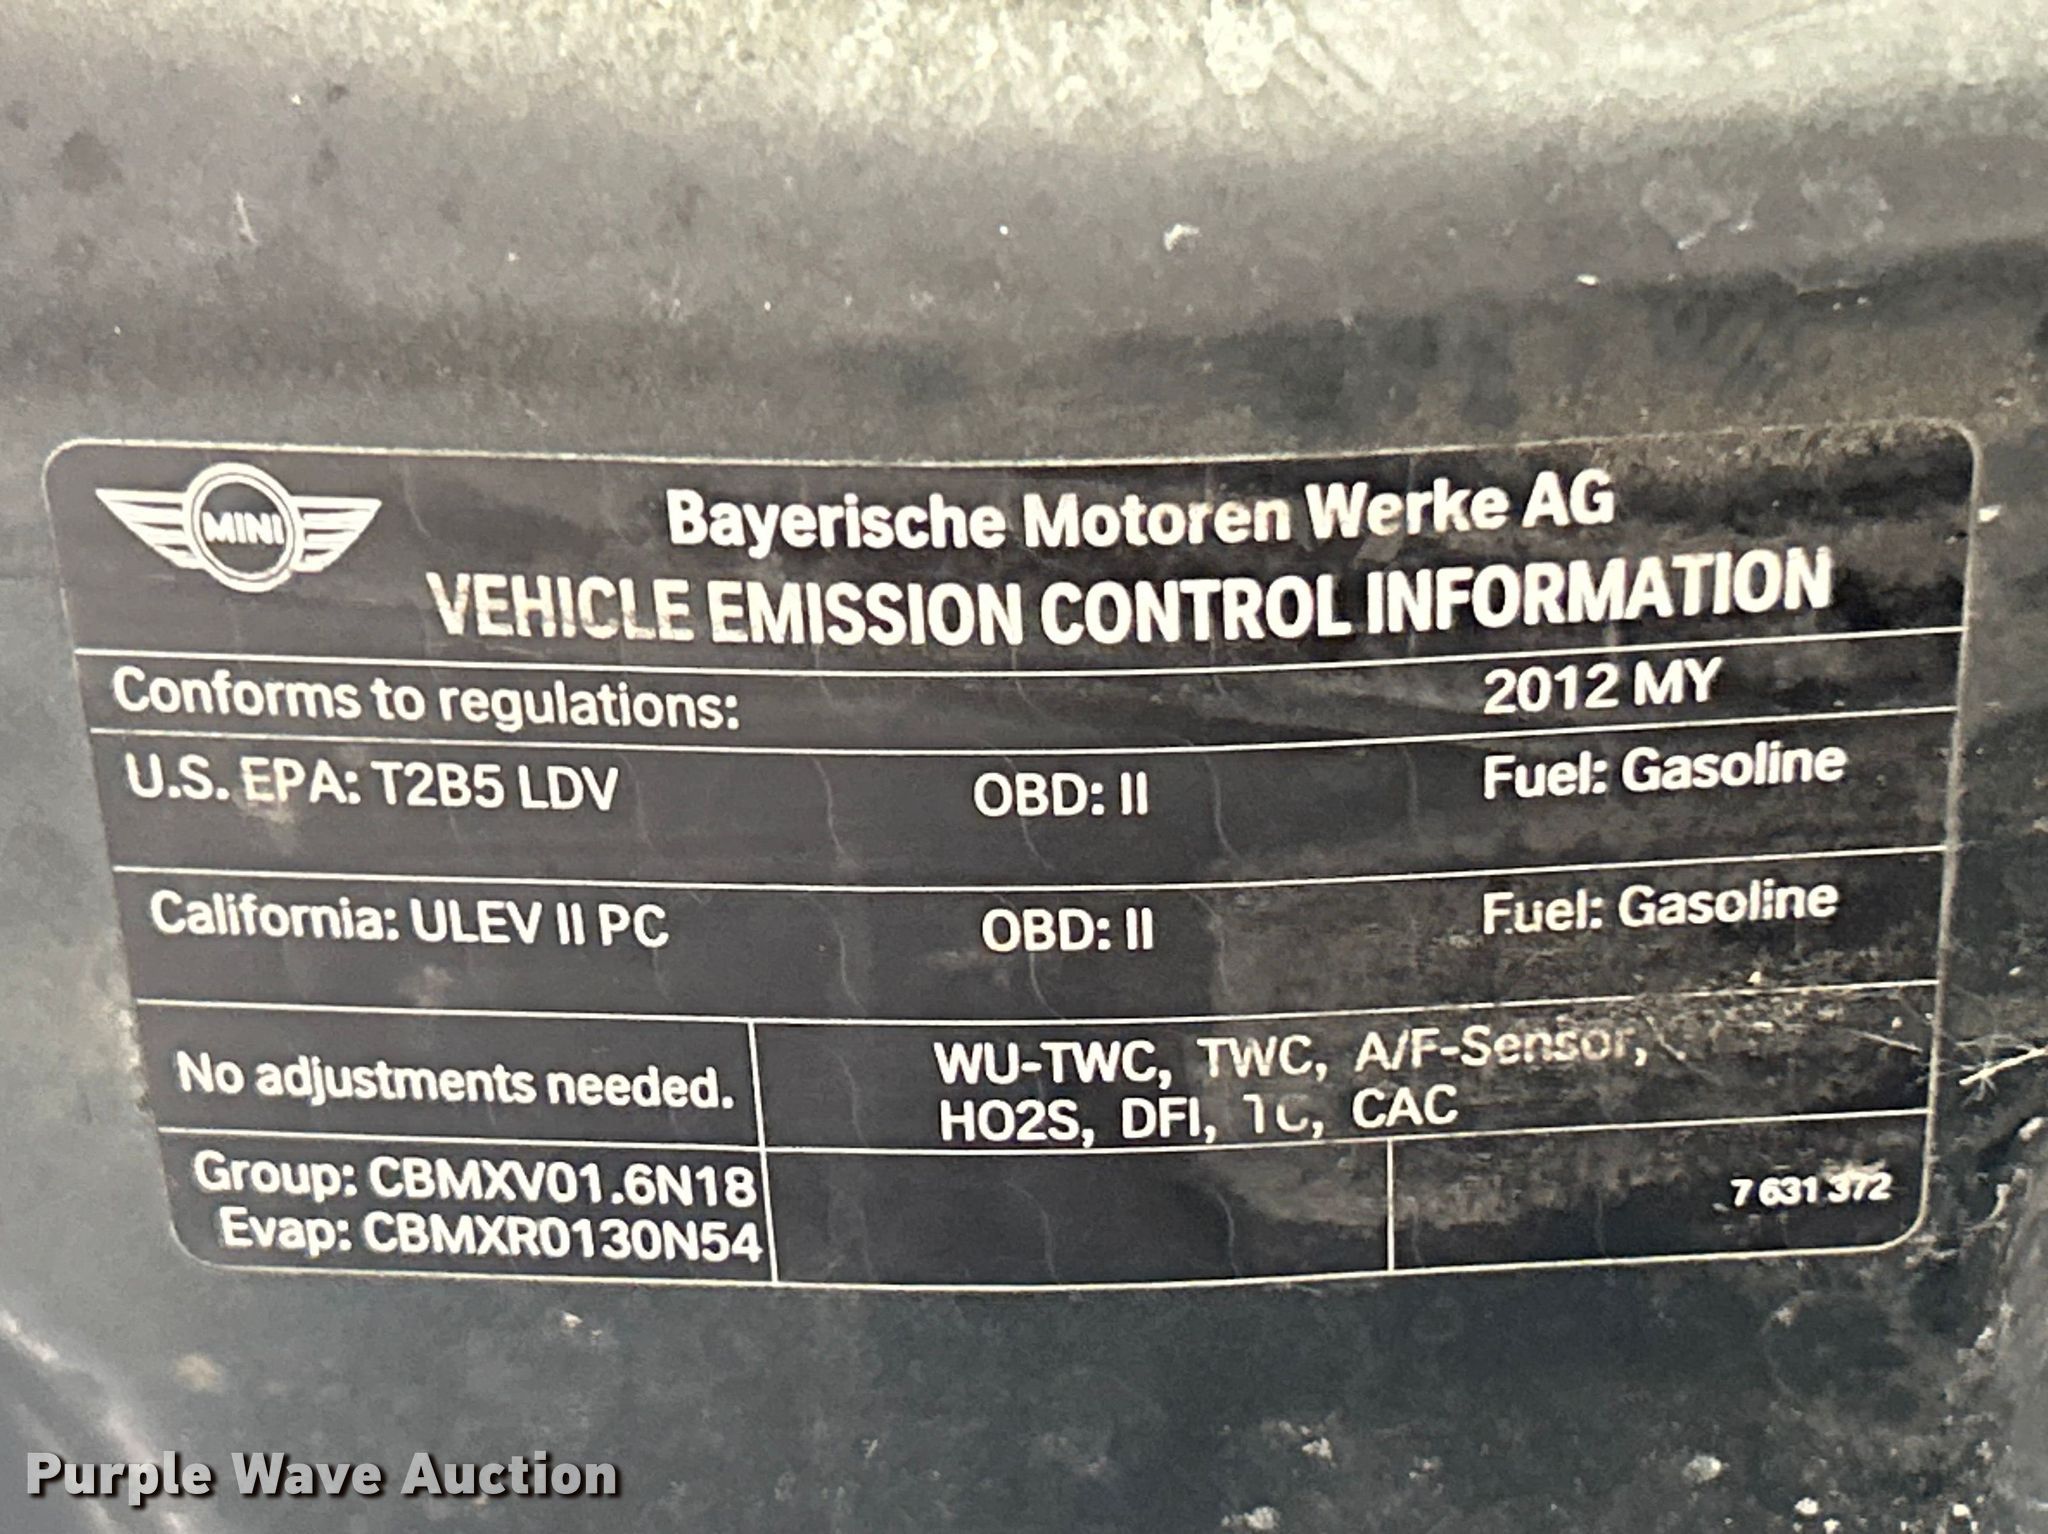 MINI
Bayerische Motoren Werke AG
VEHICLE EMISSION CONTROL INFORMATION
Conforms to regulations: 2012 MY
U.S. EPA: T2B5 LDV OBD: II Fuel: Gasoline
California: ULEV II PC OBD: II Fuel: Gasoline
No adjustments needed.
WU-TWC, TWC, A/F-Sensor,
HO2S, DFI, TC, CAC
Group: CBMXV01.6N18
Evap: CBMXR0130N54
7 631 372
Purple Wave Auction